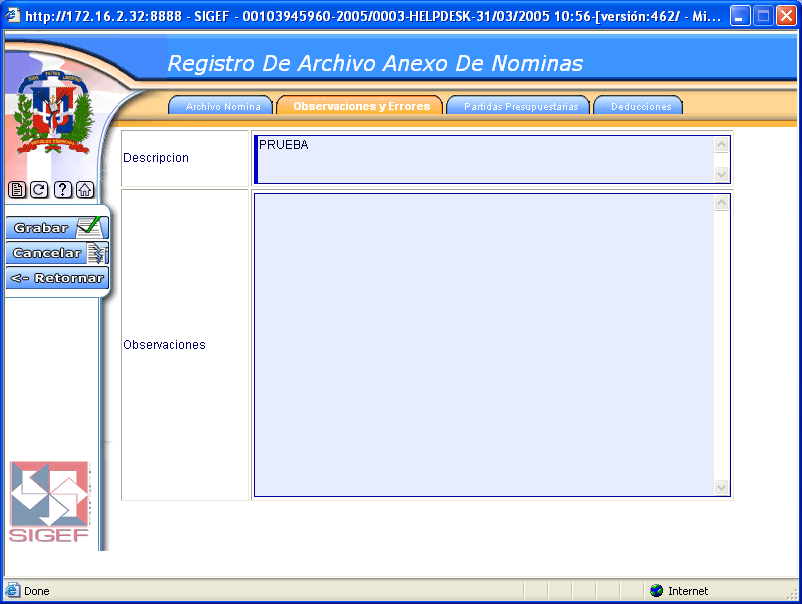 http://172.16.2.32:8888 - SIGEF - 00103945960-2005/0003-HELPDESK-31/03/2005 10:56-[versión:462/ - Mi...
Registro De Archivo Anexo De Nominas
Archivo Nomina
Observaciones y Errores
Partidas Presupuestarias
Deducciones
Descripcion
PRUEBA
Grabar
Cancelar
<- Retornar
Observaciones
SIGEF
Done
Internet